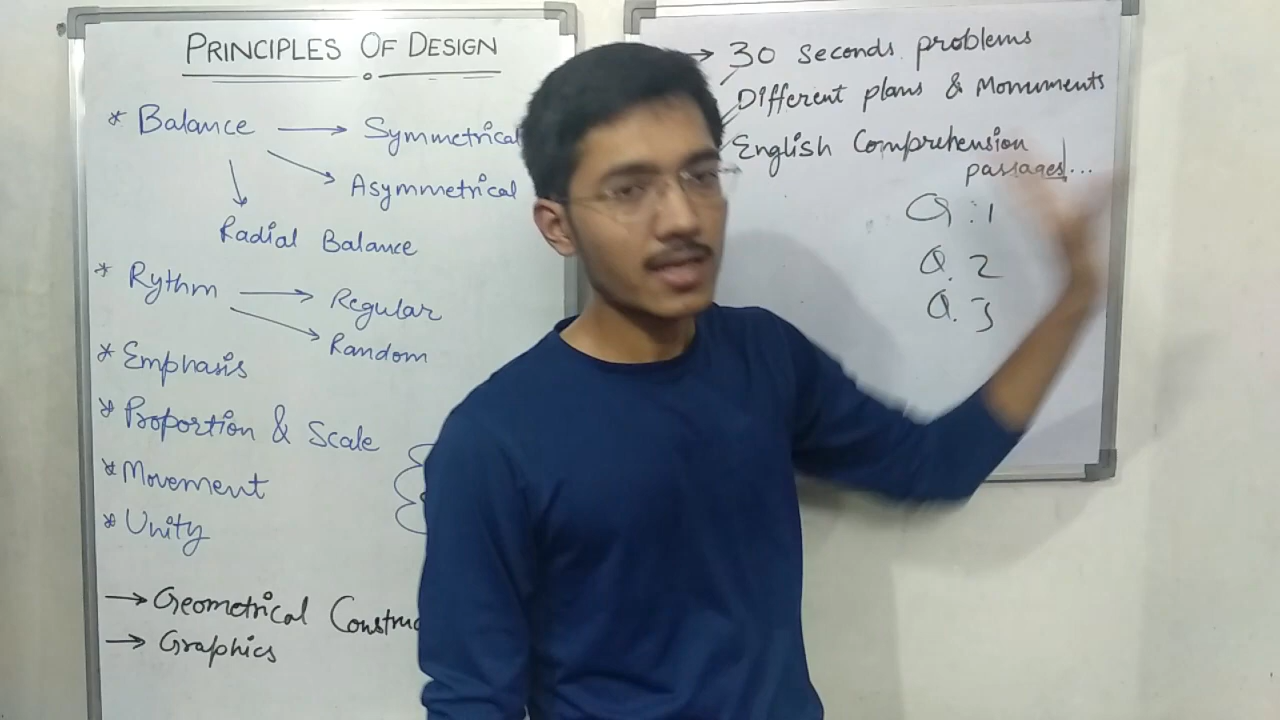 PRINCIPLES OF DESIGN
* Balance → Symmetrical
Asymmetrical
Radial Balance
* Rythm → Regular
Random
* Emphasis
* Proportion & Scale
* Movement
* Unity
→ Geometrical Construc
→ Graphics
→ 30 seconds problems
Different plans & Monuments
English Comprehension
passages...
Q.1
Q.2
Q.3